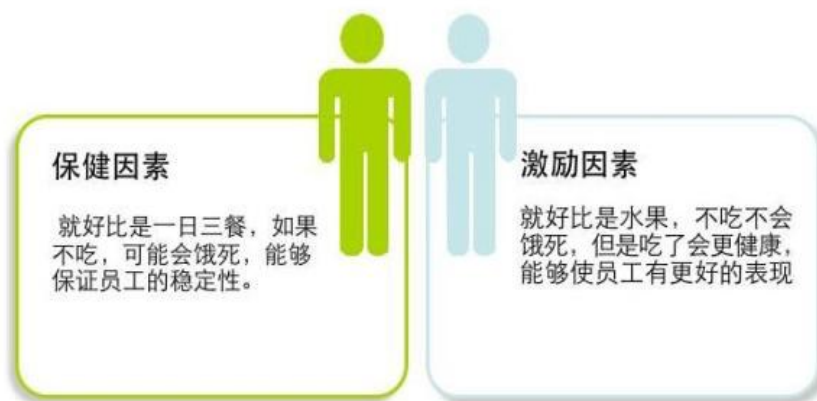 保健因素
就好比是一日三餐，如果
不吃，可能会饿死，能够
保证员工的稳定性。
激励因素
就好比是水果，不吃不会
饿死，但是吃了会更健康，
能够使员工有更好的表现